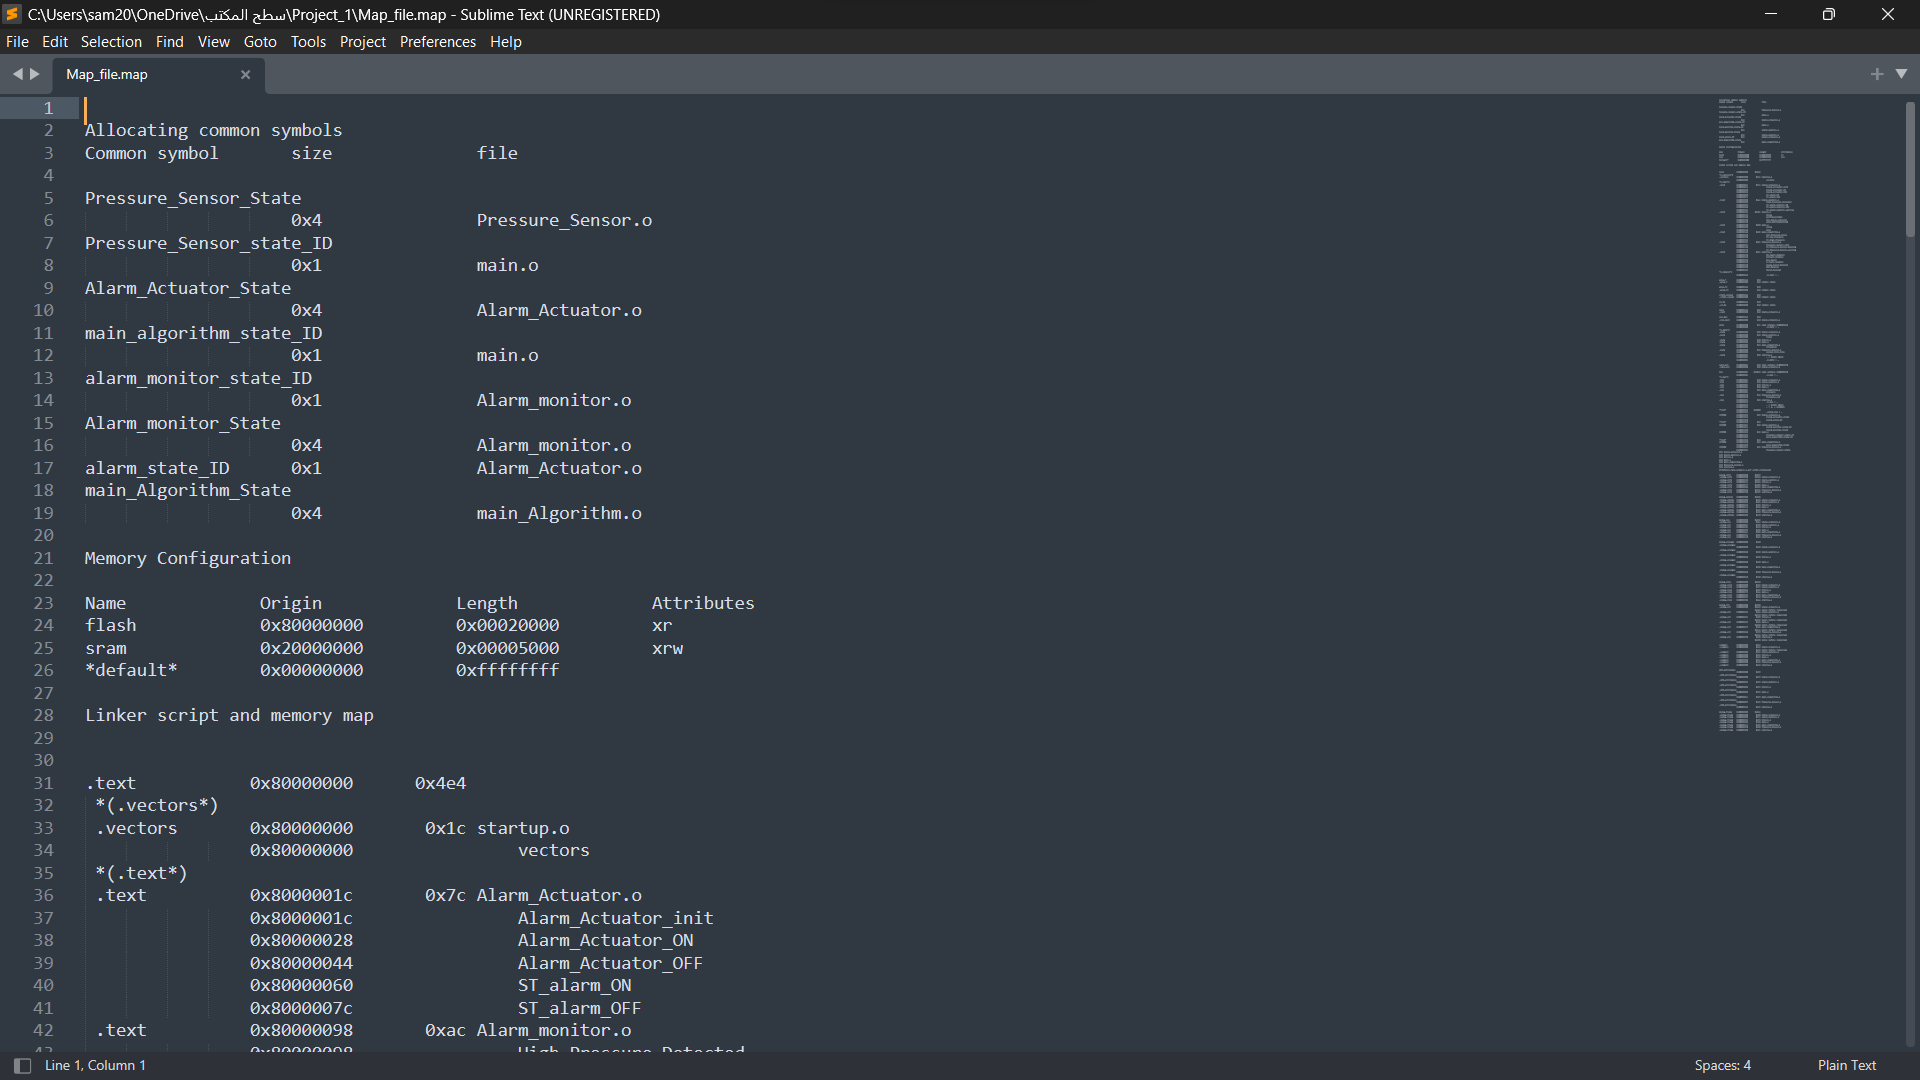 C:\Users\sam20\OneDrive\سطح المكتب\Project_1\Map_file.map - Sublime Text (UNREGISTERED)
File Edit Selection Find View Goto Tools Project Preferences Help
Map_file.map
1
2 Allocating common symbols
3 Common symbol size file
4
5 Pressure_Sensor_State
6 0x4 Pressure_Sensor.o
7 Pressure_Sensor_state_ID
8 0x1 main.o
9 Alarm_Actuator_State
10 0x4 Alarm_Actuator.o
11 main_algorithm_state_ID
12 0x1 main.o
13 alarm_monitor_state_ID
14 0x1 Alarm_monitor.o
15 Alarm_monitor_State
16 0x4 Alarm_monitor.o
17 alarm_state_ID 0x1 Alarm_Actuator.o
18 main_Algorithm_State
19 0x4 main_Algorithm.o
20
21 Memory Configuration
22
23 Name Origin Length Attributes
24 flash 0x80000000 0x00020000 xr
25 sram 0x20000000 0x00005000 xrw
26 *default* 0x00000000 0xffffffff
27
28 Linker script and memory map
29
30
31 .text 0x80000000 0x4e4
32 *(.vectors*)
33 .vectors 0x80000000 0x1c startup.o
34 0x80000000 vectors
35 *(.text*)
36 .text 0x8000001c 0x7c Alarm_Actuator.o
37 0x8000001c Alarm_Actuator_init
38 0x80000028 Alarm_Actuator_ON
39 0x80000044 Alarm_Actuator_OFF
40 0x80000060 ST_alarm_ON
41 0x8000007c ST_alarm_OFF
42 .text 0x80000098 0xac Alarm_monitor.o
43 0x80000098 High_Pressure_Detected
Line 1, Column 1 Spaces: 4 Plain Text